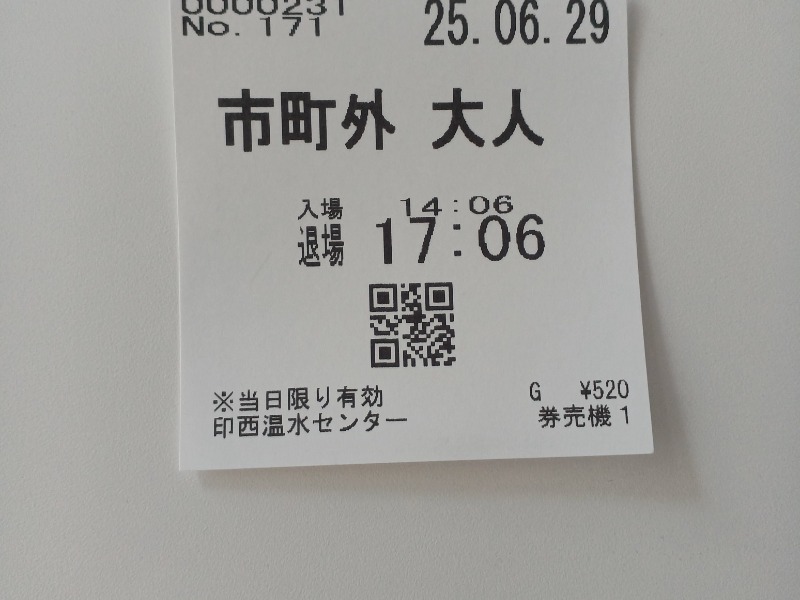 0000231
No. 171 25.06.29
市町外 大人
入場 14:06
退場 17:06
※当日限り有効 G ¥520
印西温水センター 券売機1